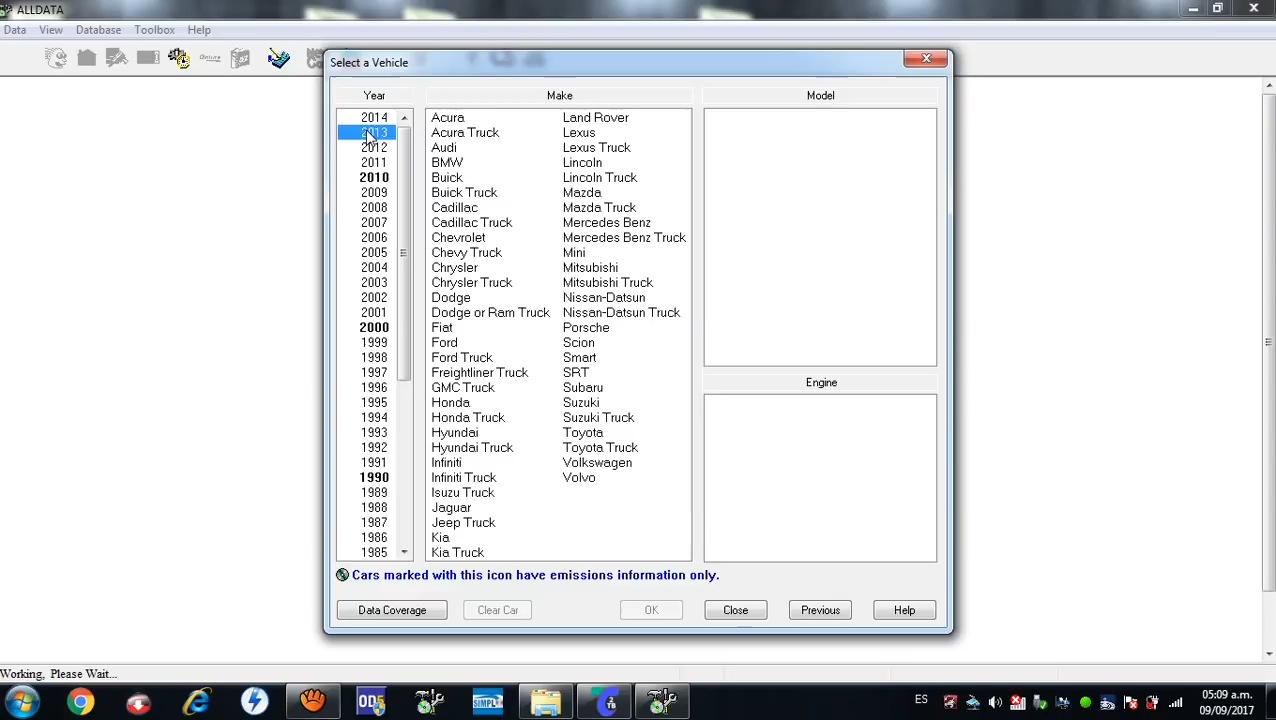 ALLDATA
Data View Database Toolbox Help
Select a Vehicle
Year Make Model
2014 Acura Land Rover
2013 Acura Truck Lexus
2012 Audi Lexus Truck
2011 BMW Lincoln
2010 Buick Lincoln Truck
2009 Buick Truck Mazda
2008 Cadillac Mazda Truck
2007 Cadillac Truck Mercedes Benz
2006 Chevrolet Mercedes Benz Truck
2005 Chevy Truck Mini
2004 Chrysler Mitsubishi
2003 Chrysler Truck Mitsubishi Truck
2002 Dodge Nissan-Datsun
2001 Dodge or Ram Truck Nissan-Datsun Truck
2000 Fiat Porsche
1999 Ford Scion
1998 Ford Truck Smart
1997 Freightliner Truck SRT
Engine
1996 GMC Truck Subaru
1995 Honda Suzuki
1994 Honda Truck Suzuki Truck
1993 Hyundai Toyota
1992 Hyundai Truck Toyota Truck
1991 Infiniti Volkswagen
1990 Infiniti Truck Volvo
1989 Isuzu Truck
1988 Jaguar
1987 Jeep Truck
1986 Kia
1985 Kia Truck
Cars marked with this icon have emissions information only.
Data Coverage Clear Car OK Close Previous Help
Working, Please Wait...
OD5 SIMPLE ES 05:09 a.m.
09/09/2017